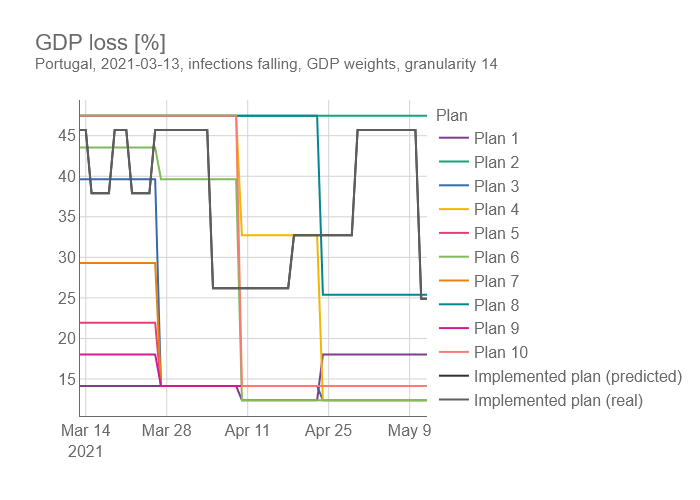 GDP loss [%]
Portugal, 2021-03-13, infections falling, GDP weights, granularity 14
Plan
Plan 1
Plan 2
Plan 3
Plan 4
Plan 5
Plan 6
Plan 7
Plan 8
Plan 9
Plan 10
Implemented plan (predicted)
Implemented plan (real)
45
40
35
30
25
20
15
Mar 14 Mar 28 Apr 11 Apr 25 May 9
2021